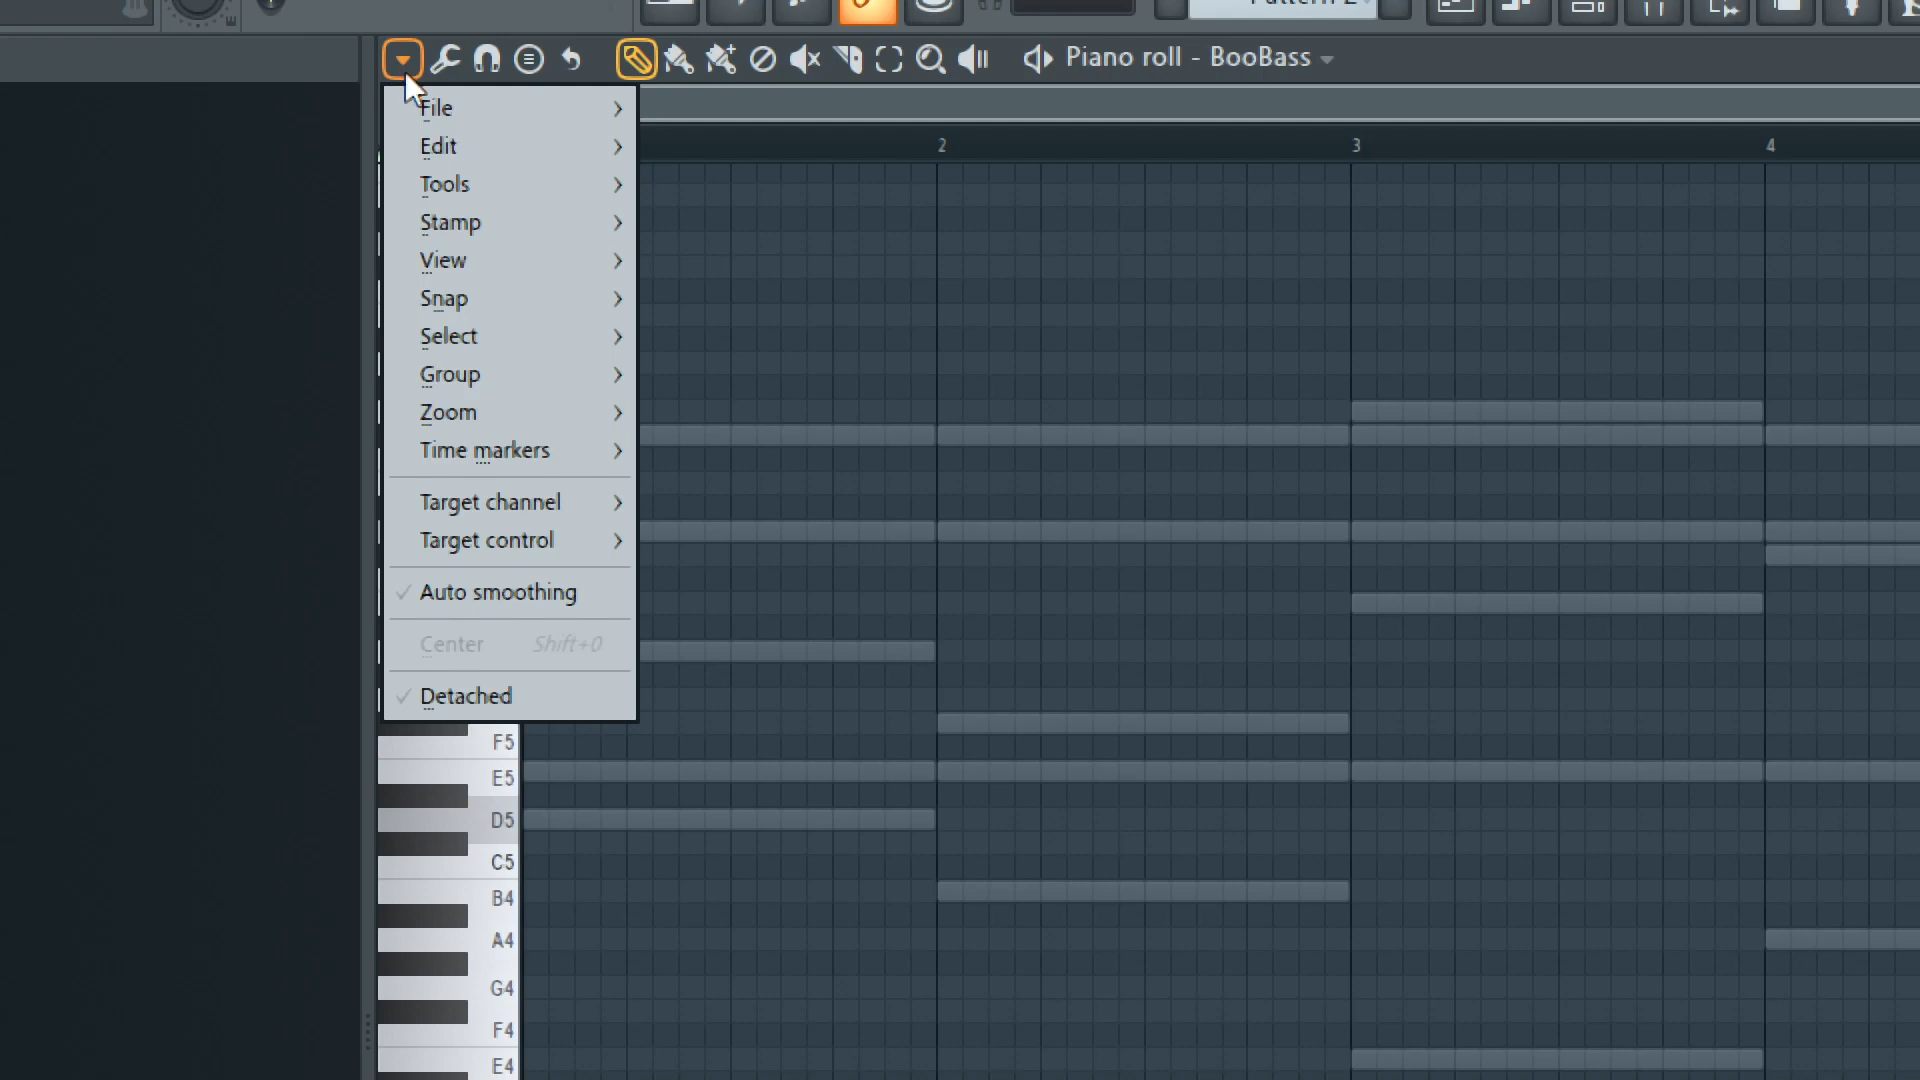 Piano roll - BooBass
File
Edit
Tools
Stamp
View
Snap
Select
Group
Zoom
Time markers
Target channel
Target control
Auto smoothing
Center Shift+0
Detached
2 3 4
F5
E5
D5
C5
B4
A4
G4
F4
E4